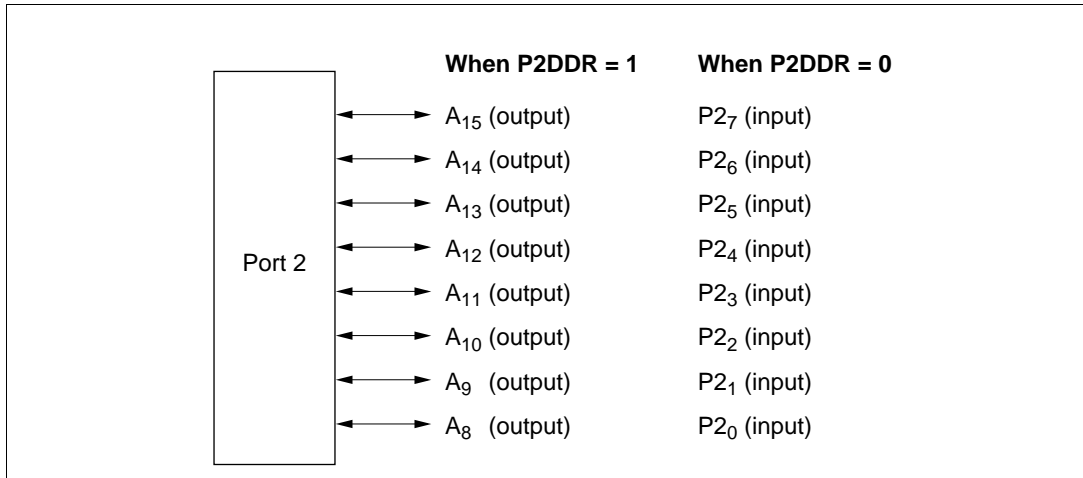 When P2DDR = 1 When P2DDR = 0
A₁₅ (output) P2₇ (input)
A₁₄ (output) P2₆ (input)
A₁₃ (output) P2₅ (input)
A₁₂ (output) P2₄ (input)
Port 2
A₁₁ (output) P2₃ (input)
A₁₀ (output) P2₂ (input)
A₉ (output) P2₁ (input)
A₈ (output) P2₀ (input)